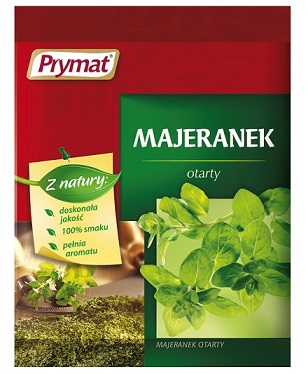 Prymat
MAJERANEK
otarty
Z natury:
doskonała
jakość
100% smaku
pełnia
aromatu
MAJERANEK OTARTY